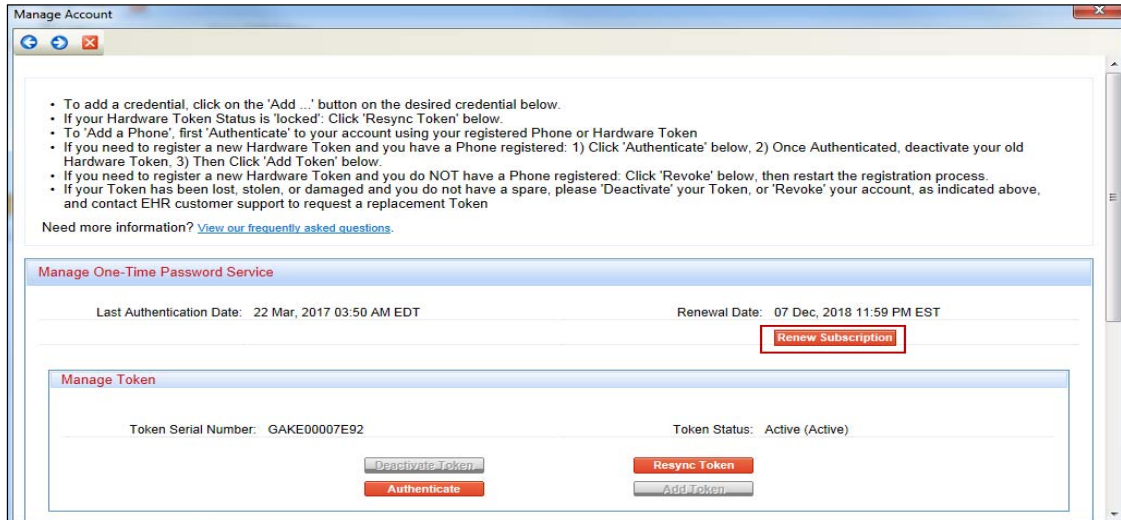 Manage Account
• To add a credential, click on the 'Add ...' button on the desired credential below.
• If your Hardware Token Status is 'locked': Click 'Resync Token' below.
• To 'Add a Phone', first 'Authenticate' to your account using your registered Phone or Hardware Token
• If you need to register a new Hardware Token and you have a Phone registered: 1) Click 'Authenticate' below, 2) Once Authenticated, deactivate your old
Hardware Token, 3) Then Click 'Add Token' below.
• If you need to register a new Hardware Token and you do NOT have a Phone registered: Click 'Revoke' below, then restart the registration process.
• If your Token has been lost, stolen, or damaged and you do not have a spare, please 'Deactivate' your Token, or 'Revoke' your account, as indicated above,
and contact EHR customer support to request a replacement Token
Need more information? View our frequently asked questions.
Manage One-Time Password Service
Last Authentication Date: 22 Mar, 2017 03:50 AM EDT Renewal Date: 07 Dec, 2018 11:59 PM EST
Renew Subscription
Manage Token
Token Serial Number: GAKE00007E92 Token Status: Active (Active)
Deactivate Token Resync Token
Authenticate Add Token